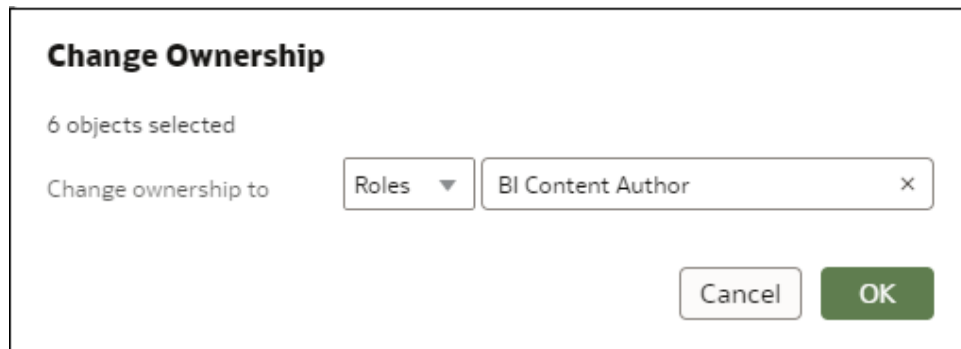 Change Ownership
6 objects selected
Change ownership to Roles BI Content Author
Cancel OK